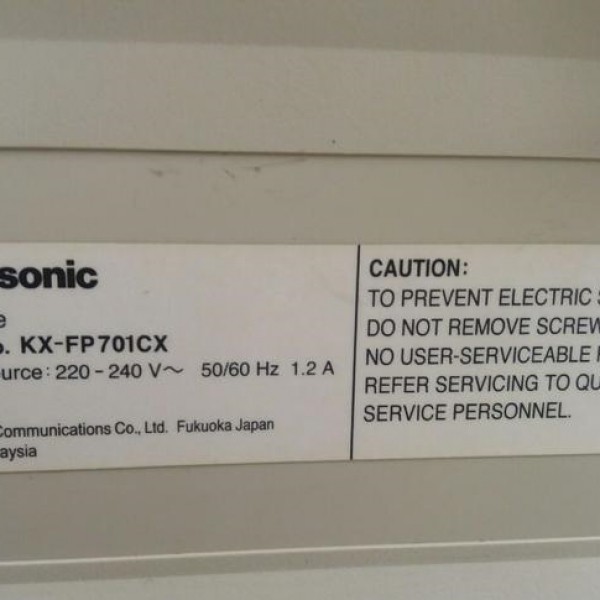 sonic
e
o. KX-FP701CX
urce: 220 - 240 V~ 50/60 Hz 1.2 A
Communications Co., Ltd. Fukuoka Japan
aysia
CAUTION:
TO PREVENT ELECTRIC S
DO NOT REMOVE SCREW
NO USER-SERVICEABLE
REFER SERVICING TO QU
SERVICE PERSONNEL.